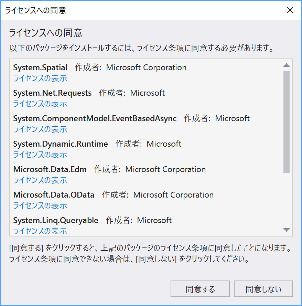 ライセンスへの同意
ライセンスへの同意
以下のパッケージをインストールするには、ライセンス条項に同意する必要があります。
System.Spatial 作成者: Microsoft Corporation
ライセンスの表示
System.Net.Requests 作成者: Microsoft
ライセンスの表示
System.ComponentModel.EventBasedAsync 作成者: Microsoft
ライセンスの表示
System.Dynamic.Runtime 作成者: Microsoft
ライセンスの表示
Microsoft.Data.Edm 作成者: Microsoft Corporation
ライセンスの表示
Microsoft.Data.OData 作成者: Microsoft Corporation
ライセンスの表示
System.Linq.Queryable 作成者: Microsoft
ライセンスの表示
[同意する] をクリックすると、上記のパッケージのライセンス条項に同意したことになります。
ライセンス条項に同意できない場合は、[同意しない] をクリックしてください。
同意する 同意しない